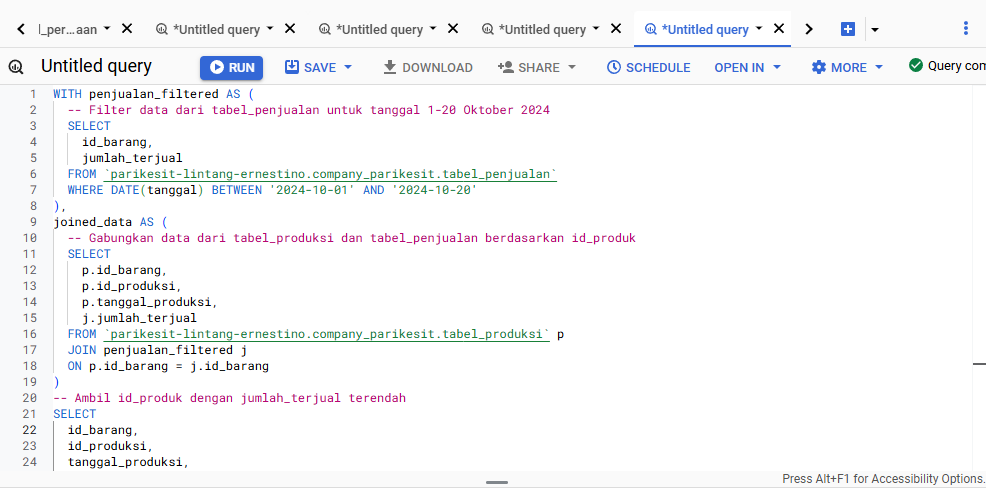 l_per...aan
*Untitled query
*Untitled query
*Untitled query
*Untitled query
Untitled query
RUN
SAVE
DOWNLOAD
SHARE
SCHEDULE
OPEN IN
MORE
Query com
1 WITH penjualan_filtered AS (
2 -- Filter data dari tabel_penjualan untuk tanggal 1-20 Oktober 2024
3 SELECT
4 id_barang,
5 jumlah_terjual
6 FROM `parikesit-lintang-ernestino.company_parikesit.tabel_penjualan`
7 WHERE DATE(tanggal) BETWEEN '2024-10-01' AND '2024-10-20'
8 ),
9 joined_data AS (
10 -- Gabungkan data dari tabel_produksi dan tabel_penjualan berdasarkan id_produk
11 SELECT
12 p.id_barang,
13 p.id_produksi,
14 p.tanggal_produksi,
15 j.jumlah_terjual
16 FROM `parikesit-lintang-ernestino.company_parikesit.tabel_produksi` p
17 JOIN penjualan_filtered j
18 ON p.id_barang = j.id_barang
19 )
20 -- Ambil id_produk dengan jumlah_terjual terendah
21 SELECT
22 id_barang,
23 id_produksi,
24 tanggal_produksi,
Press Alt+F1 for Accessibility Options.